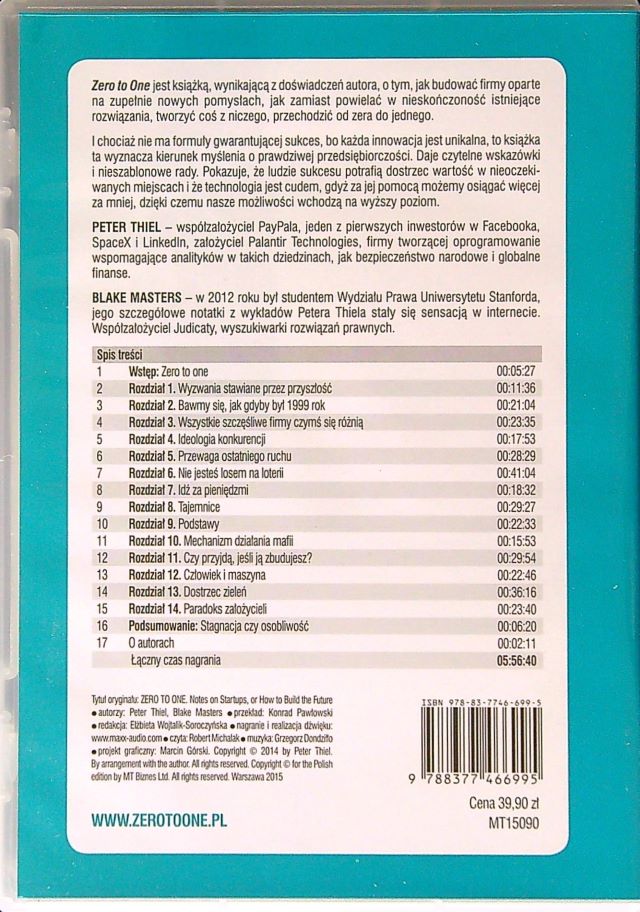 Zero to One jest książką, wynikającą z doświadczeń autora, o tym, jak budować firmy oparte
na zupełnie nowych pomysłach, jak zamiast powielać w nieskończoność istniejące
rozwiązania, tworzyć coś z niczego, przechodzić od zera do jednego.
I chociaż nie ma formuły gwarantującej sukces, bo każda innowacja jest unikalna, to książka
ta wyznacza kierunek myślenia o prawdziwej przedsiębiorczości. Daje czytelne wskazówki
i nieszablonowe rady. Pokazuje, że ludzie sukcesu potrafią dostrzec wartość w nieoczeki-
wanych miejscach i że technologia jest cudem, gdyż za jej pomocą możemy osiągać więcej
za mniej, dzięki czemu nasze możliwości wchodzą na wyższy poziom.
PETER THIEL – współzałożyciel PayPala, jeden z pierwszych inwestorów w Facebooka,
SpaceX i LinkedIn, założyciel Palantir Technologies, firmy tworzącej oprogramowanie
wspomagające analityków w takich dziedzinach, jak bezpieczeństwo narodowe i globalne
finanse.
BLAKE MASTERS – w 2012 roku był studentem Wydziału Prawa Uniwersytetu Stanforda,
jego szczegółowe notatki z wykładów Petera Thiela stały się sensacją w internecie.
Współzałożyciel Judicaty, wyszukiwarki rozwiązań prawnych.
Spis treści
1 Wstęp: Zero to one 00:05:27
2 Rozdział 1. Wyzwania stawiane przez przyszłość 00:11:36
3 Rozdział 2. Bawmy się, jak gdyby był 1999 rok 00:21:04
4 Rozdział 3. Wszystkie szczęśliwe firmy czymś się różnią 00:23:35
5 Rozdział 4. Ideologia konkurencji 00:17:53
6 Rozdział 5. Przewaga ostatniego ruchu 00:28:29
7 Rozdział 6. Nie jesteś losem na loterii 00:41:04
8 Rozdział 7. Idź za pieniędzmi 00:18:32
9 Rozdział 8. Tajemnice 00:29:27
10 Rozdział 9. Podstawy 00:22:33
11 Rozdział 10. Mechanizm działania mafii 00:15:53
12 Rozdział 11. Czy przyjdą, jeśli ją zbudujesz? 00:29:54
13 Rozdział 12. Człowiek i maszyna 00:22:46
14 Rozdział 13. Dostrzec zieleń 00:36:16
15 Rozdział 14. Paradoks założycieli 00:23:40
16 Podsumowanie: Stagnacja czy osobliwość 00:06:20
17 O autorach 00:02:11
Łączny czas nagrania 05:56:40
Tytuł oryginału: ZERO TO ONE. Notes on Startups, or How to Build the Future
● autorzy: Peter Thiel, Blake Masters ● przekład: Konrad Pawłowski
● redakcja: Elżbieta Wojtalik-Soroczyńska ● nagranie i realizacja dźwięku:
www.maxx-audio.com ● czyta: Robert Michalak ● muzyka: Grzegorz Dondziło
● projekt graficzny: Marcin Górski. Copyright © 2014 by Peter Thiel.
By arrangement with the author. All rights reserved. Copyright © for the Polish
edition by MT Biznes Ltd. All rights reserved. Warszawa 2015
WWW.ZEROTOONE.PL
ISBN 978-83-7746-699-5
9 788377 466995
Cena 39,90 zł
MT15090